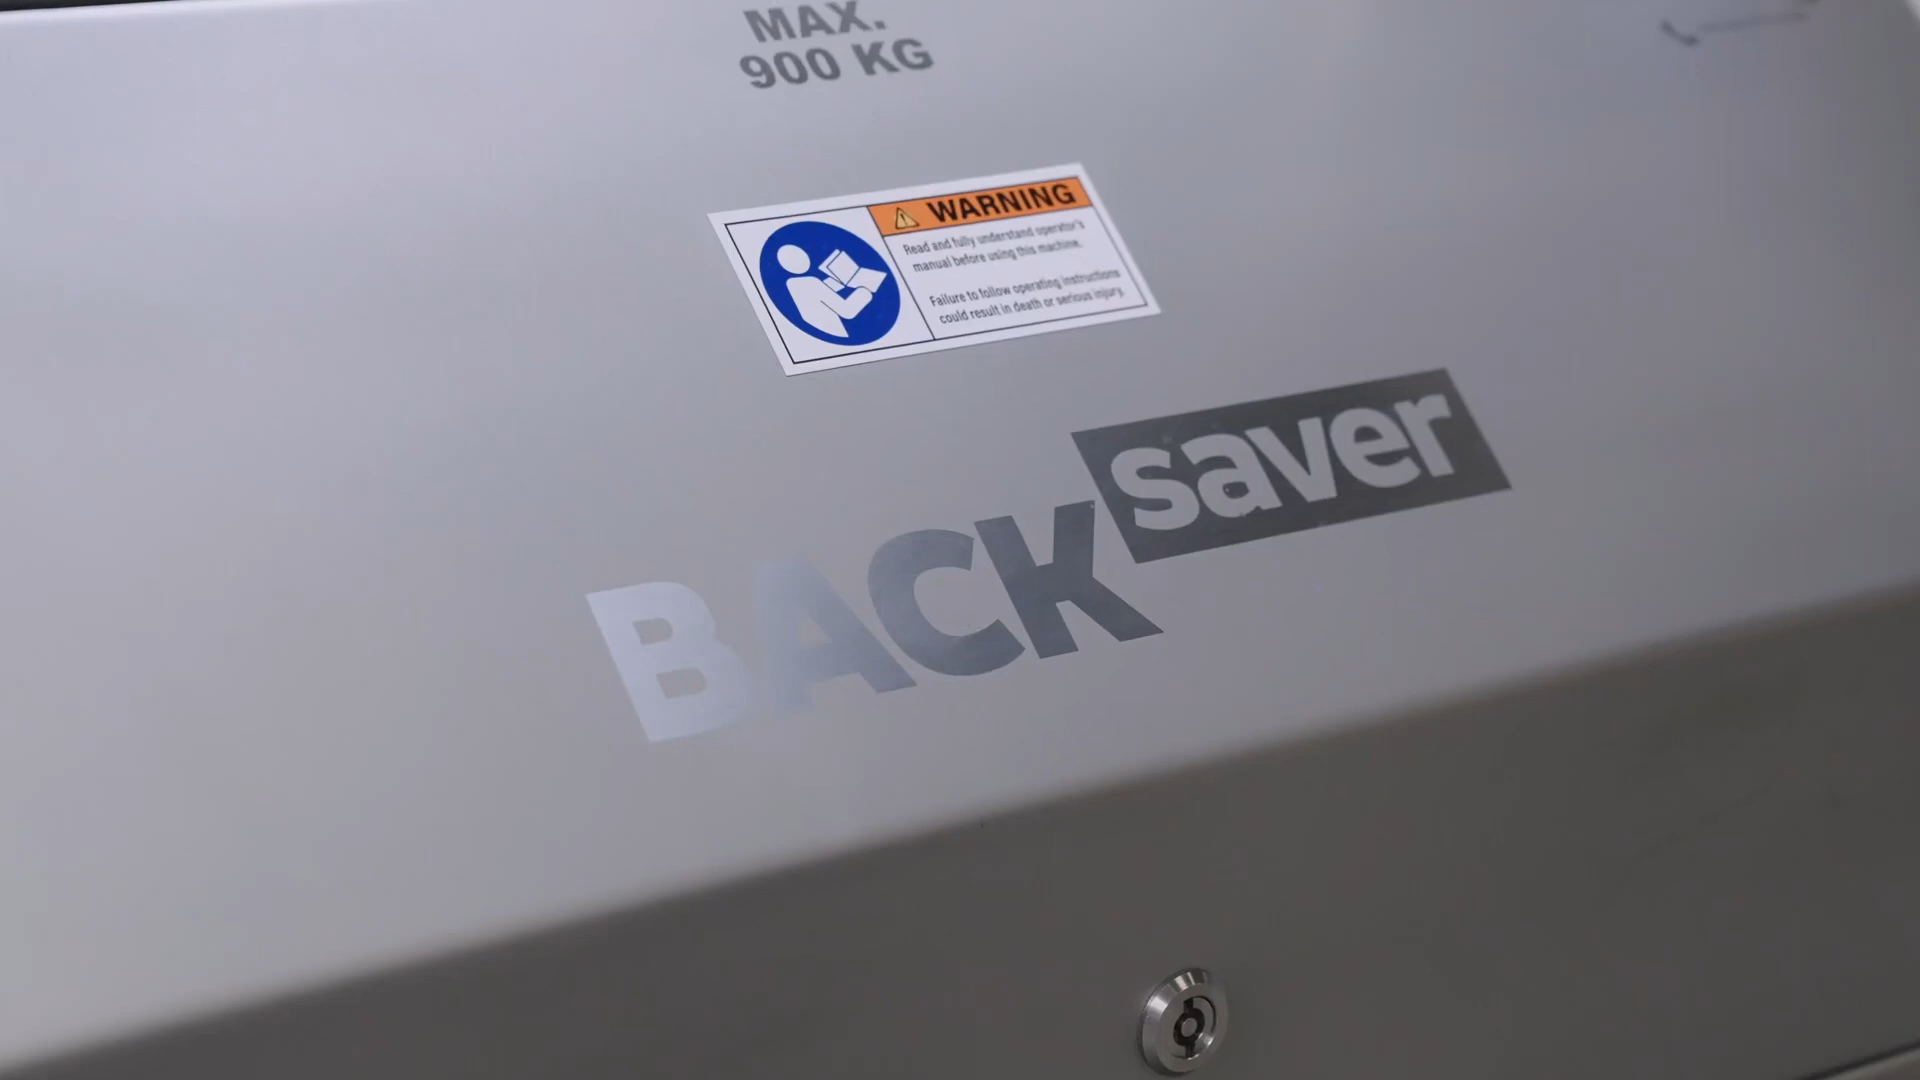 MAX.
900 KG
WARNING
Read and fully understand operator's
manual before using this machine.
Failure to follow operating instructions
could result in death or serious injury.
BACK saver